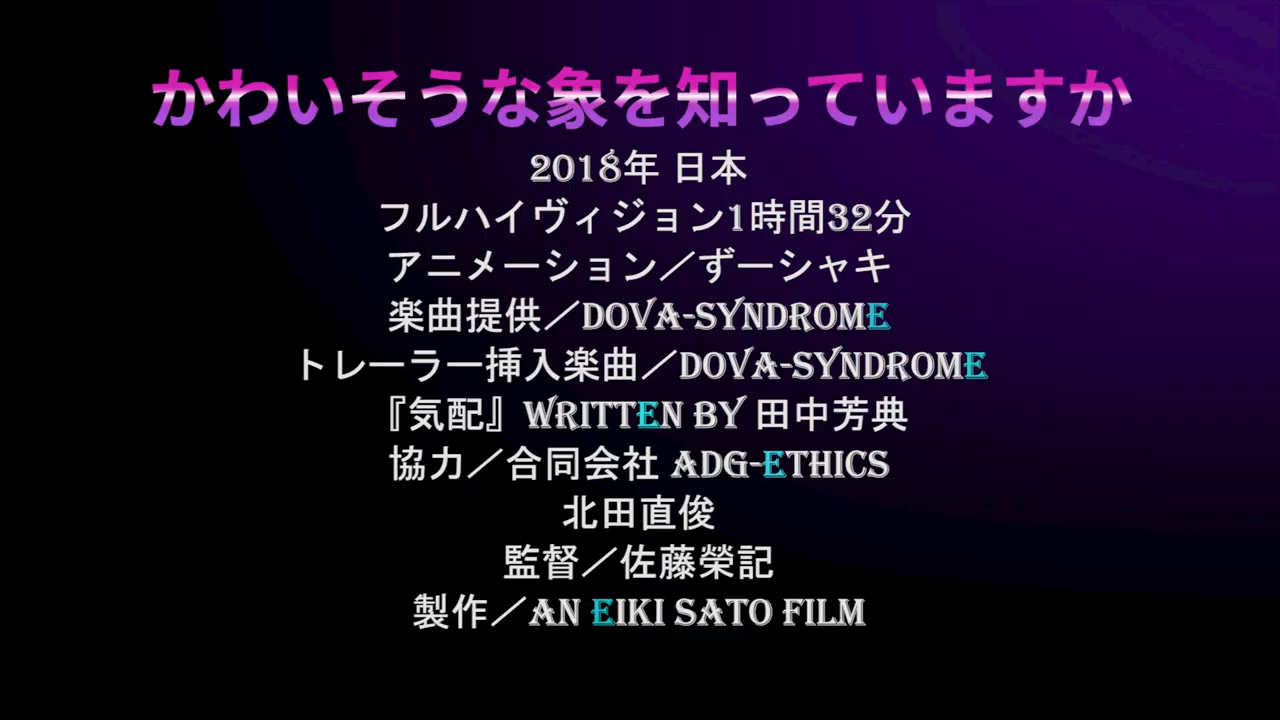 かわいそうな象を知っていますか
2018年 日本
フルハイヴィジョン1時間32分
アニメーション／ずーシャキ
楽曲提供／DOVA-SYNDROME
トレーラー挿入楽曲／DOVA-SYNDROME
『気配』WRITTEN BY 田中芳典
協力／合同会社 ADG-ETHICS
北田直俊
監督／佐藤榮記
製作／AN EIKI SATO FILM